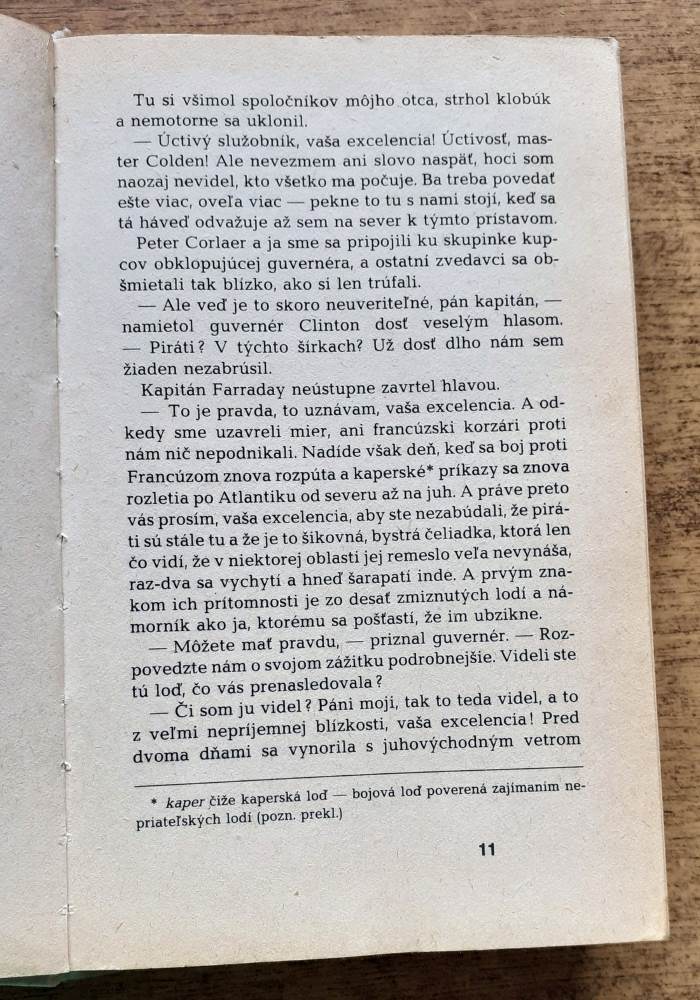 Tu si všimol spoločníkov môjho otca, strhol klobúk
a nemotorne sa uklonil.
— Úctivý služobník, vaša excelencia! Úctivosť, mas-
ter Colden! Ale nevezmem ani slovo naspäť, hoci som
naozaj nevidel, kto všetko ma počuje. Ba treba povedať
ešte viac, oveľa viac — pekne to tu s nami stojí, keď sa
tá háveď odvažuje až sem na sever k týmto prístavom.
Peter Corlaer a ja sme sa pripojili ku skupinke kup-
cov obklopujúcej guvernéra, a ostatní zvedavci sa ob-
šmietali tak blízko, ako si len trúfali.
— Ale veď je to skoro neuveriteľné, pán kapitán, —
namietol guvernér Clinton dosť veselým hlasom.
— Piráti? V týchto šírkach? Už dosť dlho nám sem
žiaden nezabrúsil.
Kapitán Farraday neústupne zavrtel hlavou.
— To je pravda, to uznávam, vaša excelencia. A od-
kedy sme uzavreli mier, ani francúzski korzári proti
nám nič nepodnikali. Nadíde však deň, keď sa boj proti
Francúzom znova rozpúta a kaperské* príkazy sa znova
rozletia po Atlantiku od severu až na juh. A práve preto
vás prosím, vaša excelencia, aby ste nezabúdali, že pirá-
ti sú stále tu a že je to šikovná, bystrá čeliadka, ktorá len
čo vidí, že v niektorej oblasti jej remeslo veľa nevynáša,
raz-dva sa vychytí a hneď šarapatí inde. A prvým zna-
kom ich prítomnosti je zo desať zmiznutých lodí a ná-
morník ako ja, ktorému sa pošťastí, že im ubzikne.
— Môžete mať pravdu, — priznal guvernér. — Roz-
povedzte nám o svojom zážitku podrobnejšie. Videli ste
tú loď, čo vás prenasledovala?
— Či som ju videl? Páni moji, tak to teda videl, a to
z veľmi nepríjemnej blízkosti, vaša excelencia! Pred
dvoma dňami sa vynorila s juhovýchodným vetrom
* kaper čiže kaperská loď — bojová loď poverená zajímaním ne-
priateľských lodí (pozn. prekl.)
11